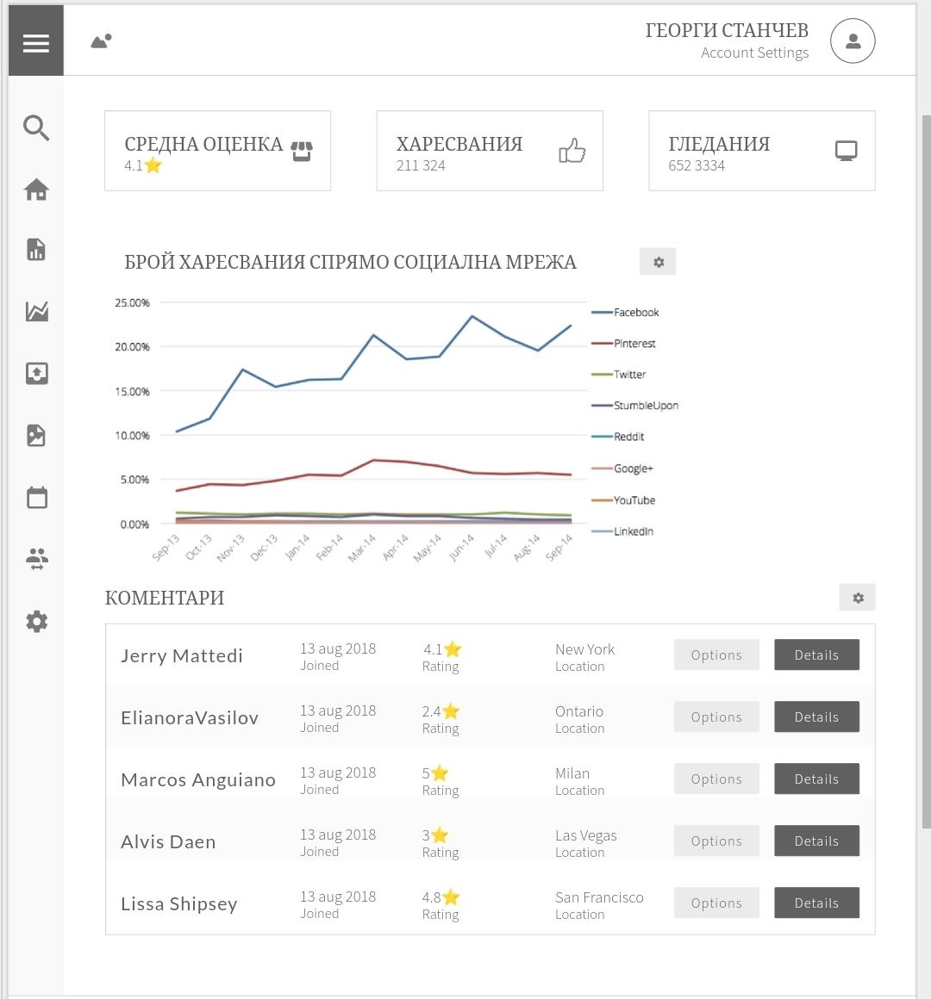 ГЕОРГИ СТАНЧЕВ
Account Settings
СРЕДНА ОЦЕНКА
4.1⭐
ХАРЕСВАНИЯ
211 324
ГЛЕДАНИЯ
652 3334
БРОЙ ХАРЕСВАНИЯ СПРЯМО СОЦИАЛНА МРЕЖА
25.00%
20.00%
15.00%
10.00%
5.00%
0.00%
Facebook
Pinterest
Twitter
StumbleUpon
Reddit
Google+
YouTube
LinkedIn
Sep-13 Oct-13 Nov-13 Dec-13 Jan-14 Feb-14 Mar-14 Apr-14 May-14 Jun-14 Jul-14 Aug-14 Sep-14
КОМЕНТАРИ
Jerry Mattedi 13 aug 2018 4.1⭐ New York Options Details
Joined Rating Location
ElianoraVasilov 13 aug 2018 2.4⭐ Ontario Options Details
Joined Rating Location
Marcos Anguiano 13 aug 2018 5⭐ Milan Options Details
Joined Rating Location
Alvis Daen 13 aug 2018 3⭐ Las Vegas Options Details
Joined Rating Location
Lissa Shipsey 13 aug 2018 4.8⭐ San Francisco Options Details
Joined Rating Location